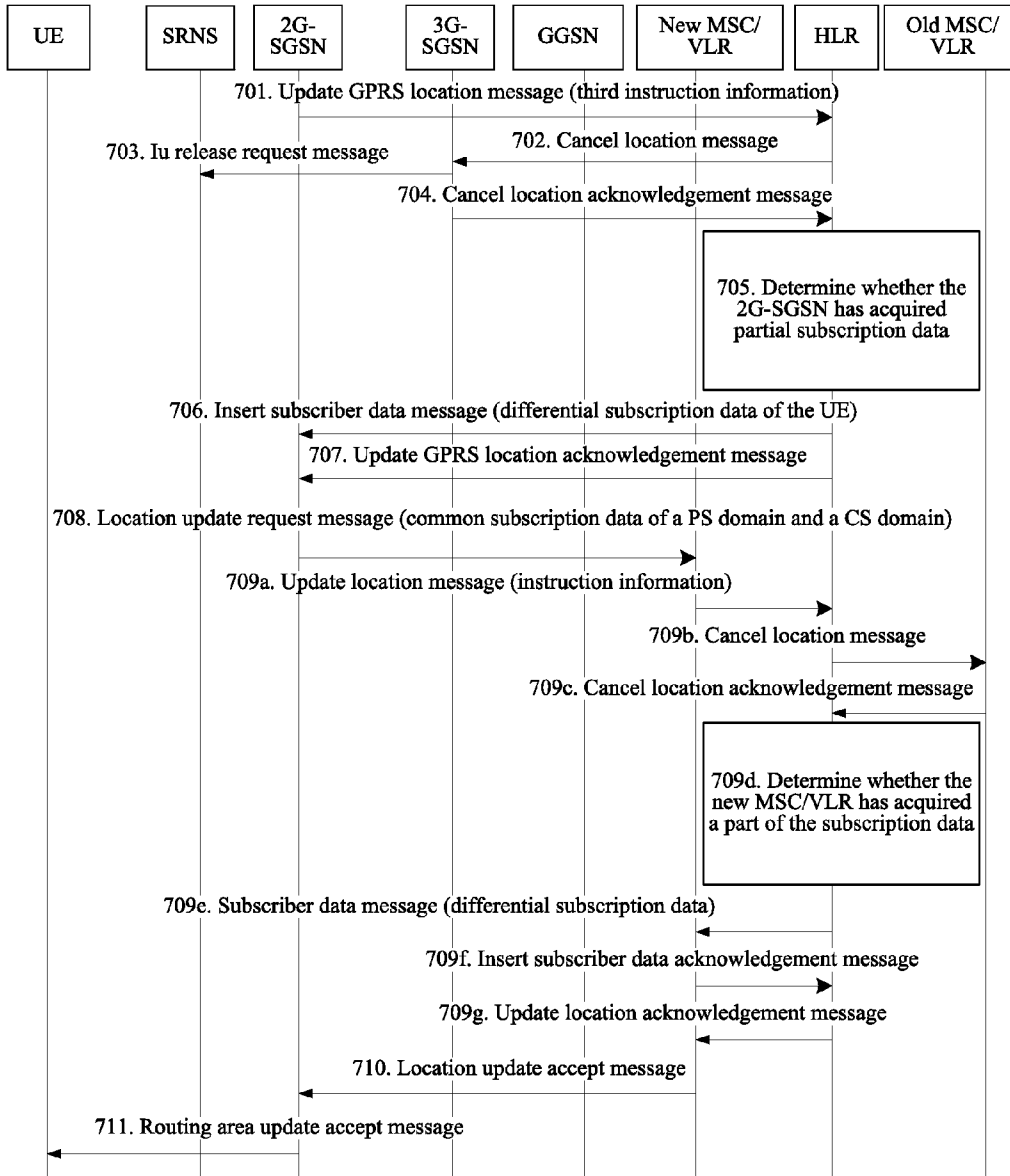 UE
SRNS
2G-
SGSN
3G-
SGSN
GGSN
New MSC/
VLR
HLR
Old MSC/
VLR
701. Update GPRS location message (third instruction information)
702. Cancel location message
703. Iu release request message
704. Cancel location acknowledgement message
705. Determine whether the
2G-SGSN has acquired
partial subscription data
706. Insert subscriber data message (differential subscription data of the UE)
707. Update GPRS location acknowledgement message
708. Location update request message (common subscription data of a PS domain and a CS domain)
709a. Update location message (instruction information)
709b. Cancel location message
709c. Cancel location acknowledgement message
709d. Determine whether the
new MSC/VLR has acquired
a part of the subscription data
709e. Subscriber data message (differential subscription data)
709f. Insert subscriber data acknowledgement message
709g. Update location acknowledgement message
710. Location update accept message
711. Routing area update accept message